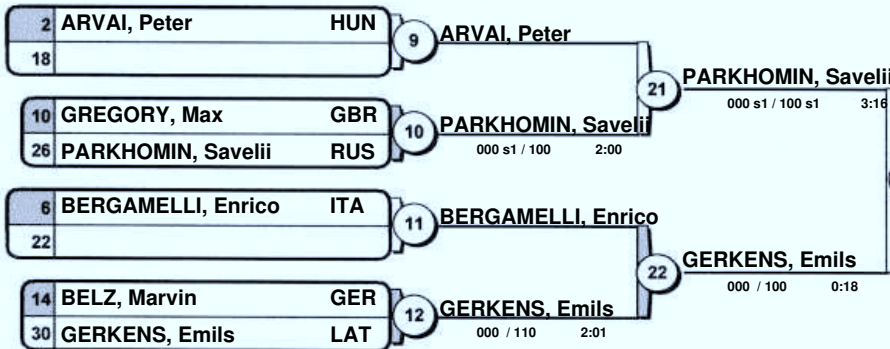 2 ARVAI, Peter HUN
18
9
ARVAI, Peter
10 GREGORY, Max GBR
26 PARKHOMIN, Savelii RUS
10
PARKHOMIN, Savelii
000 s1 / 100 2:00
21
PARKHOMIN, Savelii
000 s1 / 100 s1 3:16
6 BERGAMELLI, Enrico ITA
22
11
BERGAMELLI, Enrico
14 BELZ, Marvin GER
30 GERKENS, Emils LAT
12
GERKENS, Emils
000 / 110 2:01
22
GERKENS, Emils
000 / 100 0:18